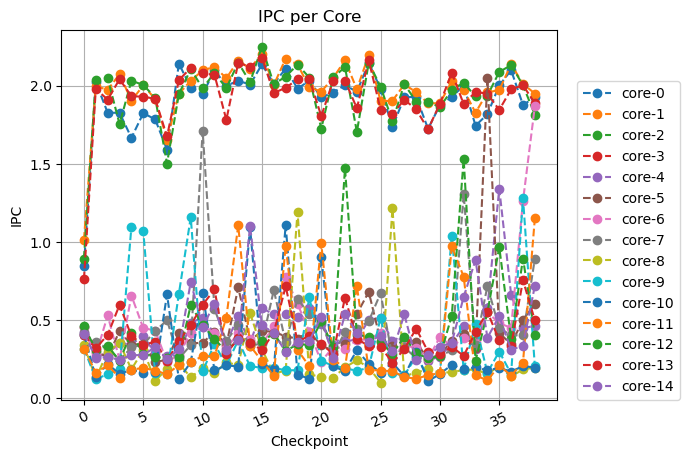 IPC per Core
IPC
2.0
1.5
1.0
0.5
0.0
0
5
10
15
20
25
30
35
Checkpoint
core-0
core-1
core-2
core-3
core-4
core-5
core-6
core-7
core-8
core-9
core-10
core-11
core-12
core-13
core-14